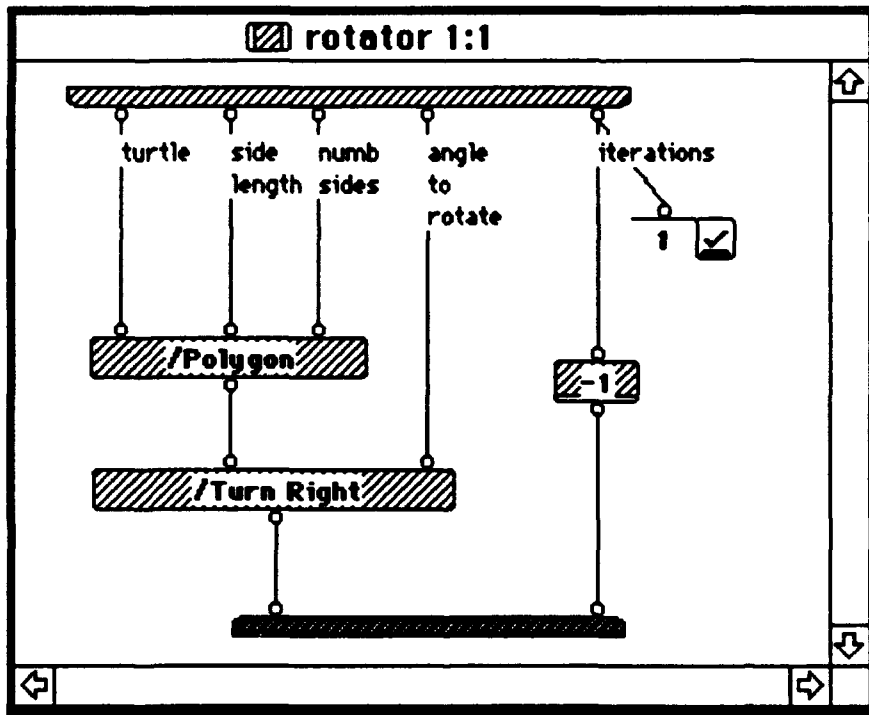 rotator 1:1
turtle
side
length
numb
sides
angle
to
rotate
iterations
1
/Polygon
-1
/Turn Right